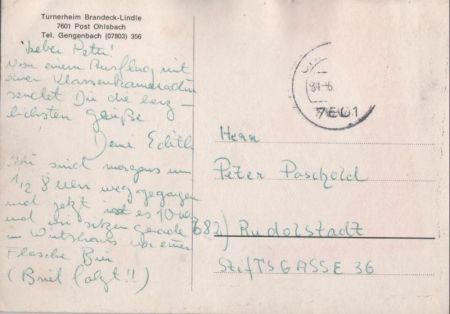 Turnerheim Brandeck-Lindle
7601 Post Ohlsbach
Tel. Gengenbach (07803) 356
Lieber Peter!
Von einem Ausflug mit
einer Klassenkameradin
sendet Dir die herz-
lichsten Grüße
Deine Edith
Wir sind morgens um
1/2 8 Uhr weggegangen
und jetzt ist es 10 Uhr
und wir sitzen gerade
im Wirtshaus vor einer
Flasche Bier.
(Brief folgt!!)
7601
Herrn
Peter Paschold
682) Rudolstadt
StifTSGASSE 36